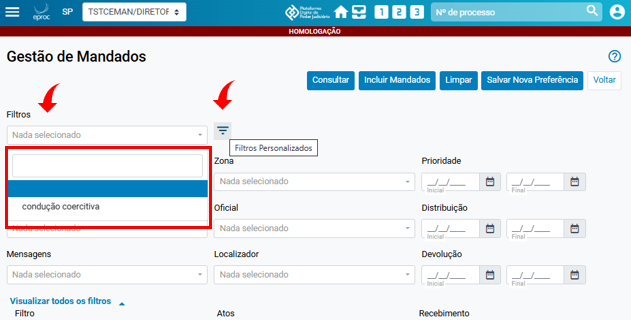 eproc SP TSTCEMAN/DIRETOR Plataforma Digital do Poder Judiciário 1 2 3 Nº de processo
HOMOLOGAÇÃO
Gestão de Mandados
Consultar Incluir Mandados Limpar Salvar Nova Preferência Voltar
Filtros
Nada selecionado
Filtros Personalizados
Zona Prioridade
Nada selecionado __/__/____ __/__/____
Inicial Final
condução coercitiva Oficial Distribuição
Nada selecionado Nada selecionado __/__/____ __/__/____
Inicial Final
Mensagens Localizador Devolução
Nada selecionado Nada selecionado __/__/____ __/__/____
Inicial Final
Visualizar todos os filtros
Filtro Atos Recebimento